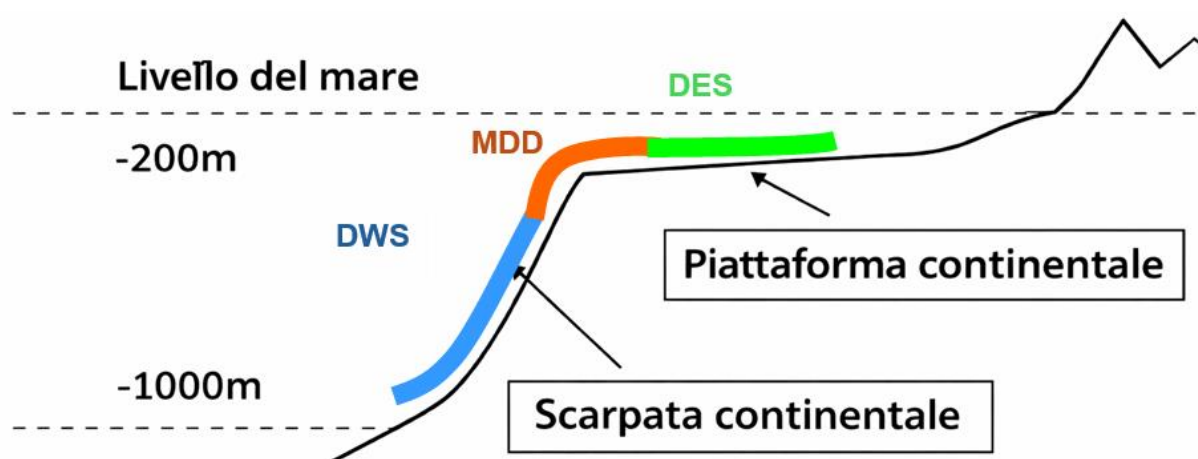 Livello del mare
DES
-200m
MDD
DWS
Piattaforma continentale
-1000m
Scarpata continentale